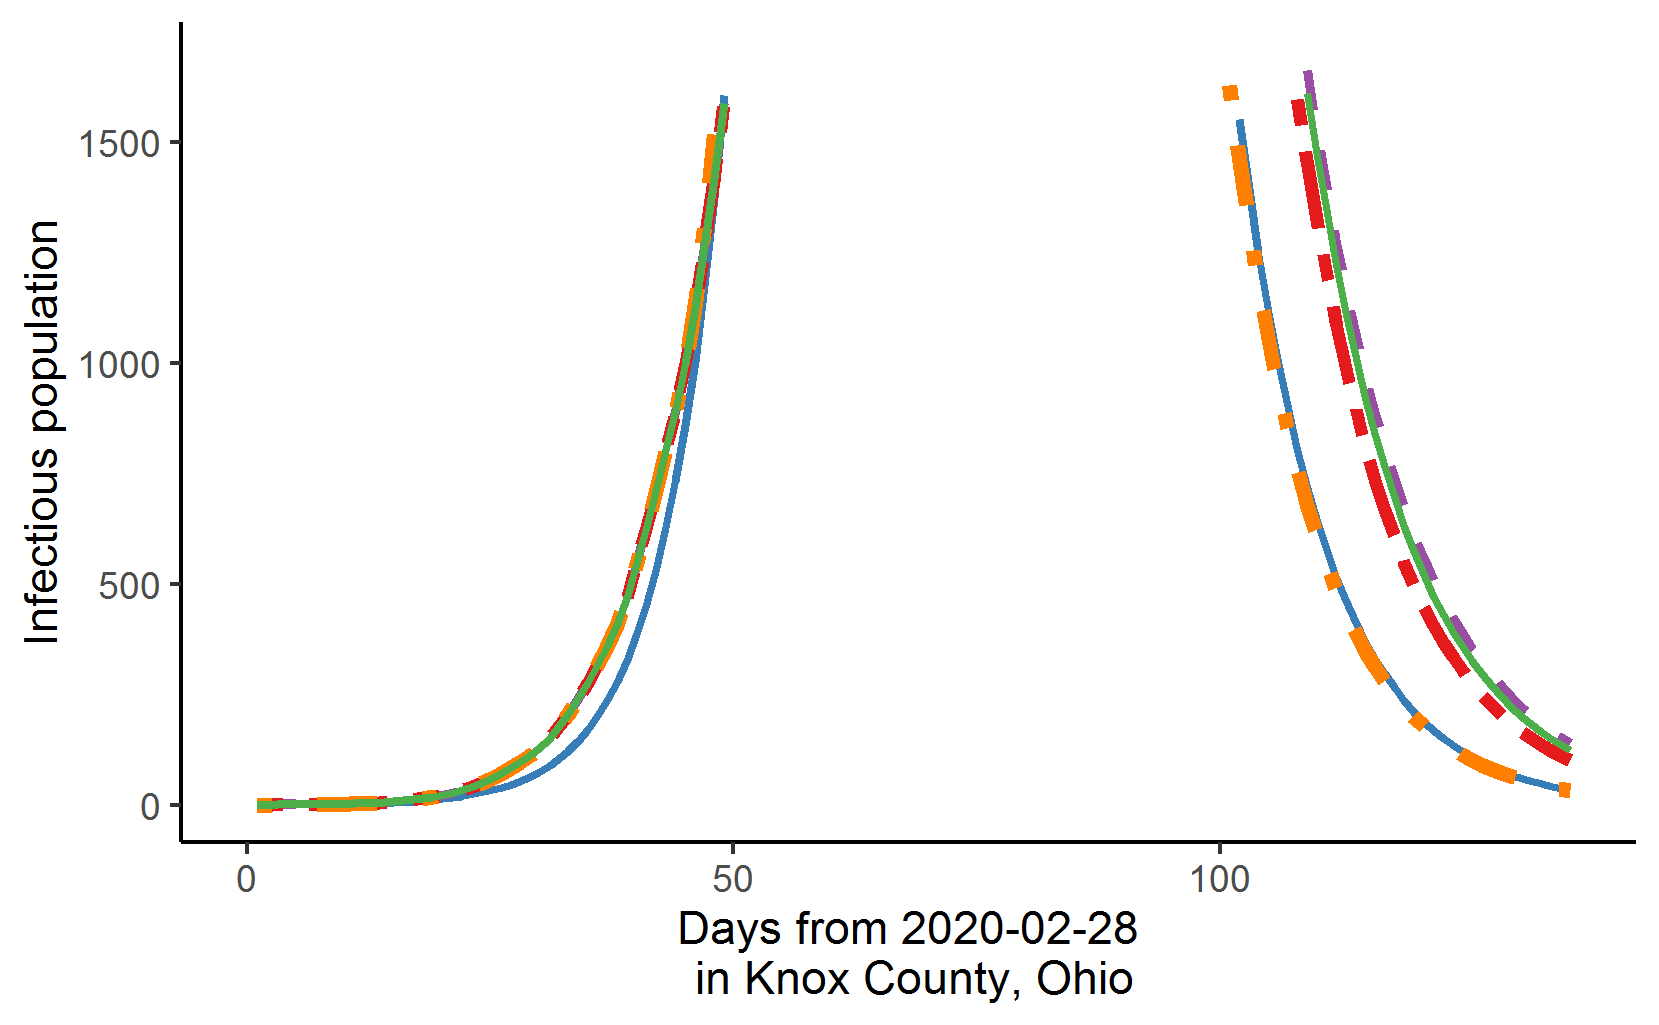 Infectious population
1500
1000
500
0
0 50 100
Days from 2020-02-28
in Knox County, Ohio